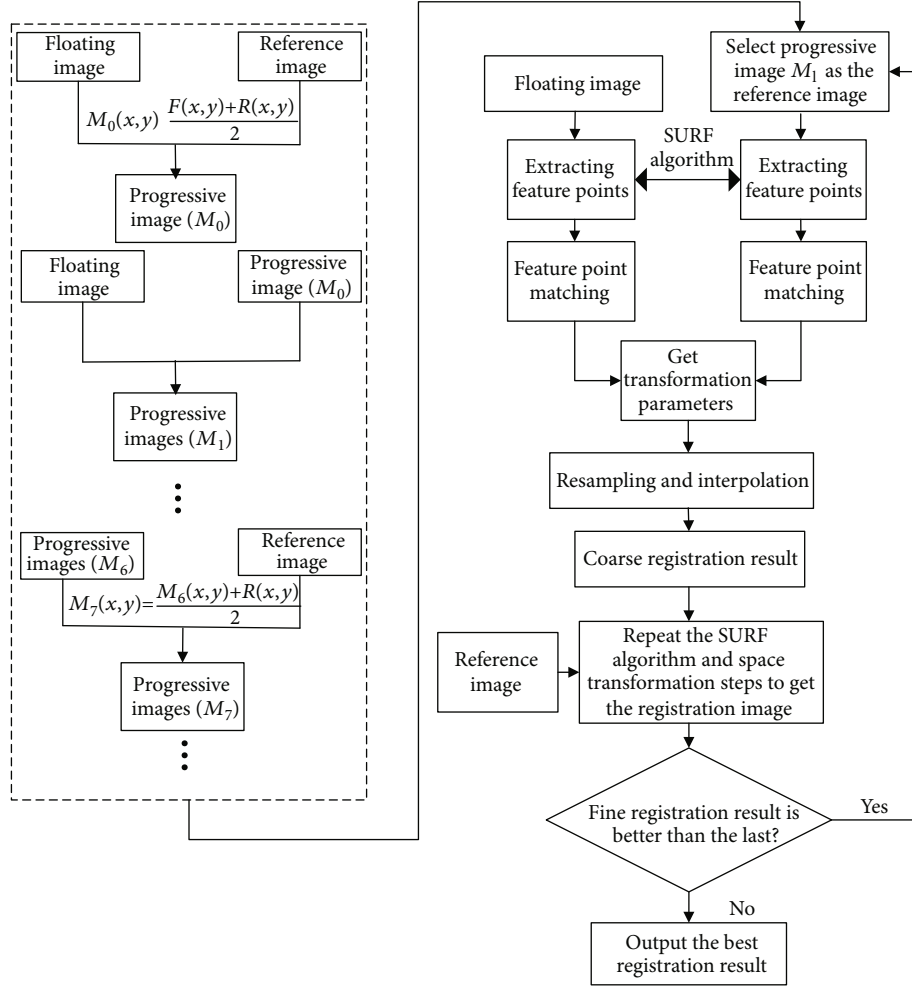 Floating
image
Reference
image
M₀(x,y) F(x,y)+R(x,y)
2
Progressive
image (M₀)
Floating
image
Progressive
image (M₀)
Progressive
images (M₁)
Progressive
images (M₆)
Reference
image
M₇(x,y)=M₆(x,y)+R(x,y)
2
Progressive
images (M₇)
Select progressive
image M₁ as the
reference image
Floating image
SURF
algorithm
Extracting
feature points
Extracting
feature points
Feature point
matching
Feature point
matching
Get
transformation
parameters
Resampling and interpolation
Coarse registration result
Reference
image
Repeat the SURF
algorithm and space
transformation steps to get
the registration image
Fine registration result is
better than the last?
Yes
No
Output the best
registration result